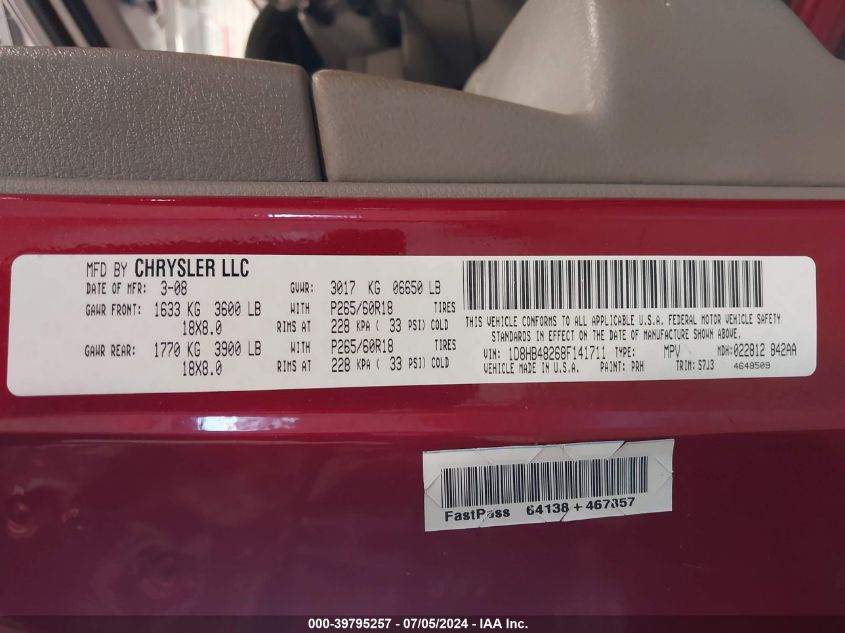 MFD BY CHRYSLER LLC
DATE OF MFR: 3-08 GVWR: 3017 KG 06650 LB
GAWR FRONT: 1633 KG 3600 LB WITH P265/60R18 TIRES
18X8.0 RIMS AT 228 KPA ( 33 PSI) COLD
GAWR REAR: 1770 KG 3900 LB WITH P265/60R18 TIRES
18X8.0 RIMS AT 228 KPA ( 33 PSI) COLD
THIS VEHICLE CONFORMS TO ALL APPLICABLE U.S.A. FEDERAL MOTOR VEHICLE SAFETY
STANDARDS IN EFFECT ON THE DATE OF MANUFACTURE SHOWN ABOVE.
VIN: 1D8HB48268F141711 TYPE: MPV MDH: 022812 842AA
VEHICLE MADE IN U.S.A. PAINT: PRH TRIM: S7J3 4648509
FastPass 64138 + 467857
000-39795257 - 07/05/2024 - IAA Inc.